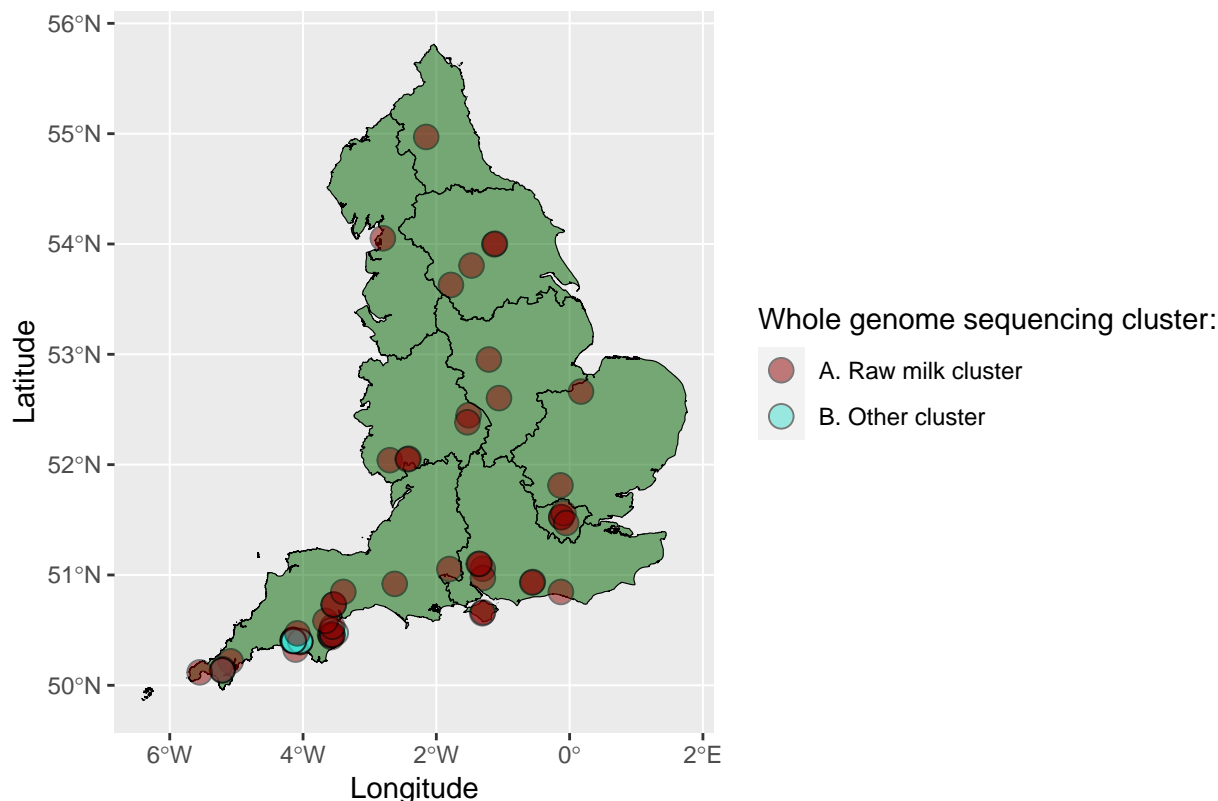 56°N
55°N
54°N
53°N
52°N
51°N
50°N
Latitude
6°W 4°W 2°W 0° 2°E
Longitude
Whole genome sequencing cluster:
A. Raw milk cluster
B. Other cluster